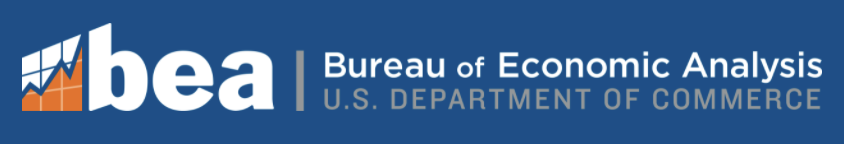 bea
Bureau of Economic Analysis
U.S. DEPARTMENT OF COMMERCE